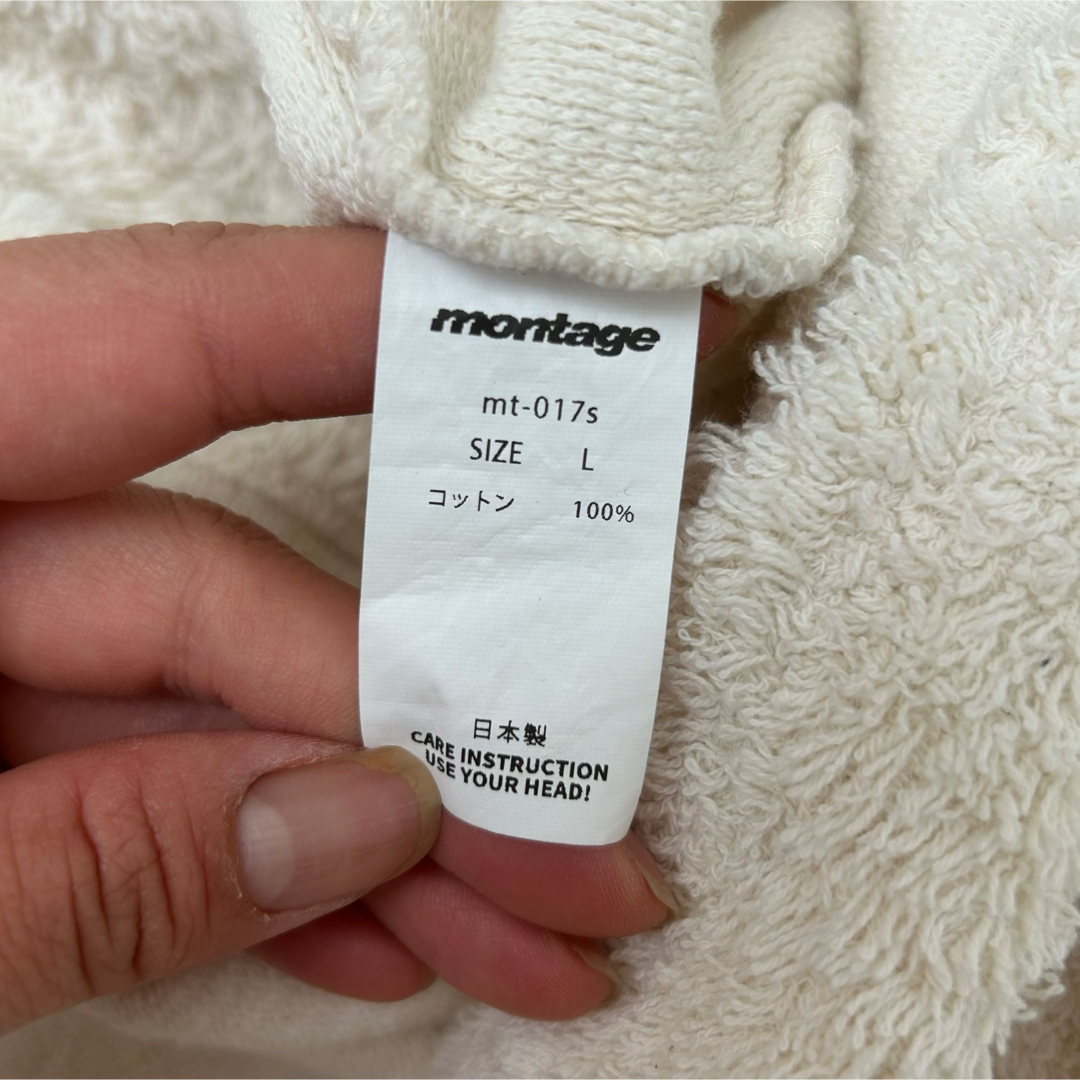 montage
mt-017s
SIZE L
コットン 100%
日本製
CARE INSTRUCTION
USE YOUR HEAD!